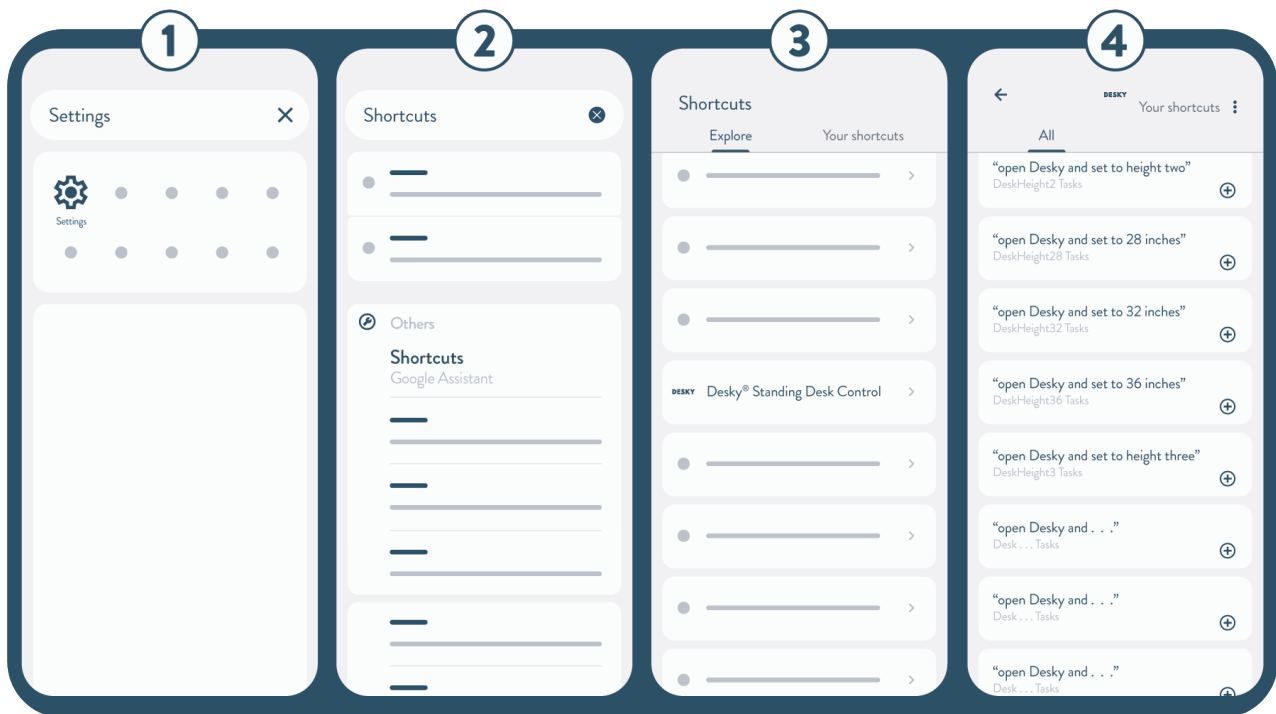 1
Settings
Settings
2
Shortcuts
Others
Shortcuts
Google Assistant
3
Shortcuts
Explore Your shortcuts
DESKY Desky® Standing Desk Control
4
DESKY
Your shortcuts
All
“open Desky and set to height two”
DeskHeight2 Tasks
“open Desky and set to 28 inches”
DeskHeight28 Tasks
“open Desky and set to 32 inches”
DeskHeight32 Tasks
“open Desky and set to 36 inches”
DeskHeight36 Tasks
“open Desky and set to height three”
DeskHeight3 Tasks
“open Desky and . . .”
Desk . . . Tasks
“open Desky and . . .”
Desk . . . Tasks
“open Desky and . . .”
Desk . . . Tasks